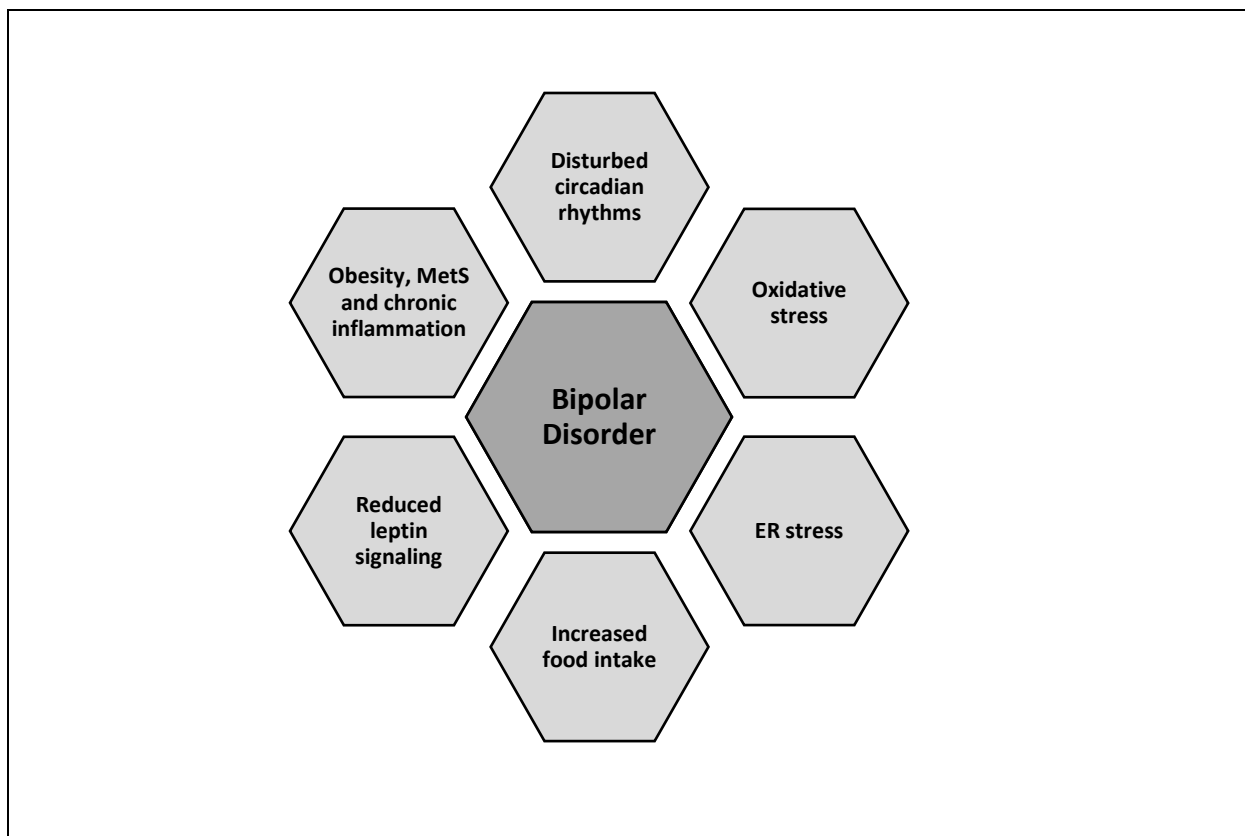 Disturbed
circadian
rhythms
Obesity, MetS
and chronic
inflammation
Oxidative
stress
Bipolar
Disorder
Reduced
leptin
signaling
ER stress
Increased
food intake